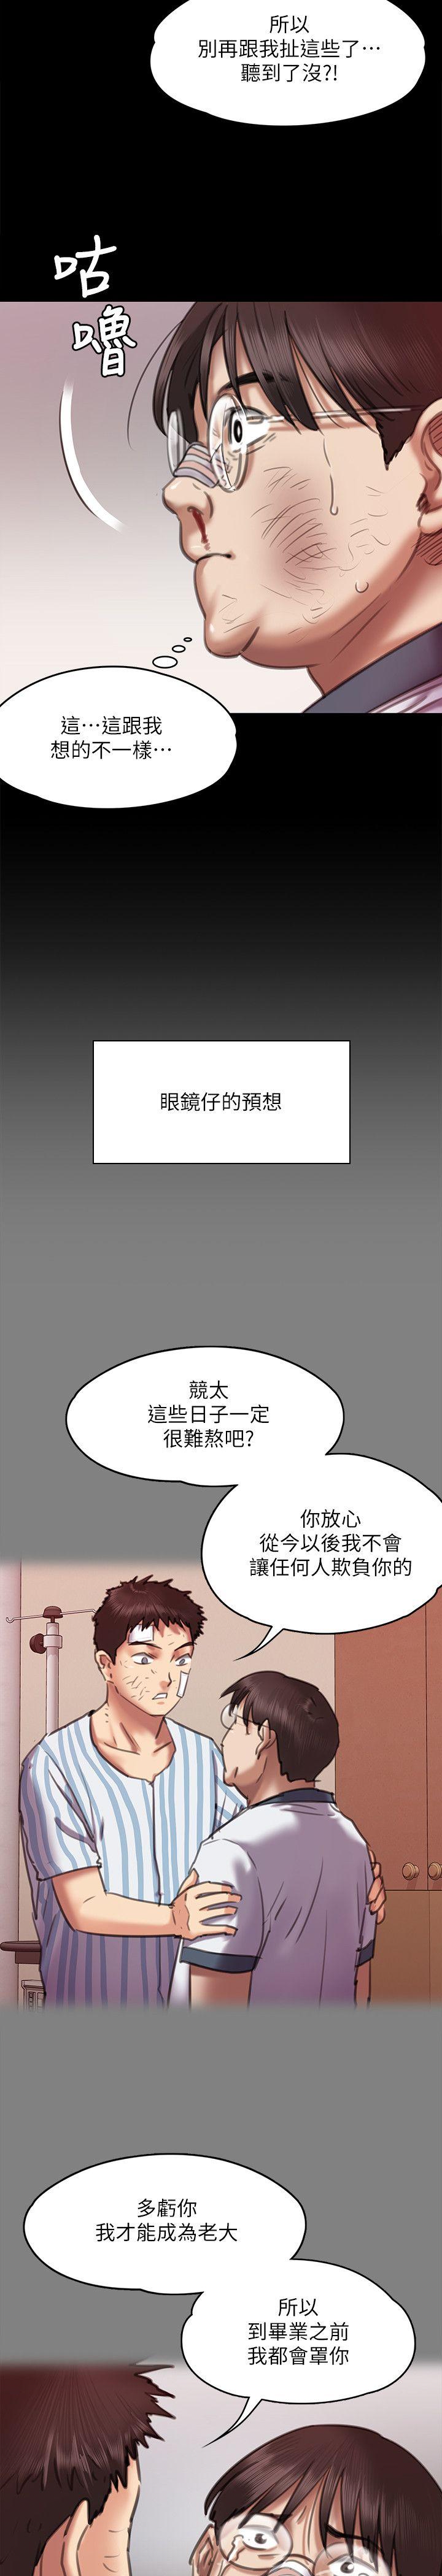 所以
別再跟我扯這些了⋯
聽到了沒?!
咕
嚕
這⋯這跟我
想的不一樣⋯
眼鏡仔的預想
競太
這些日子一定
很難熬吧?
你放心
從今以後我不會
讓任何人欺負你的
多虧你
我才能成為老大
所以
到畢業之前
我都會罩你